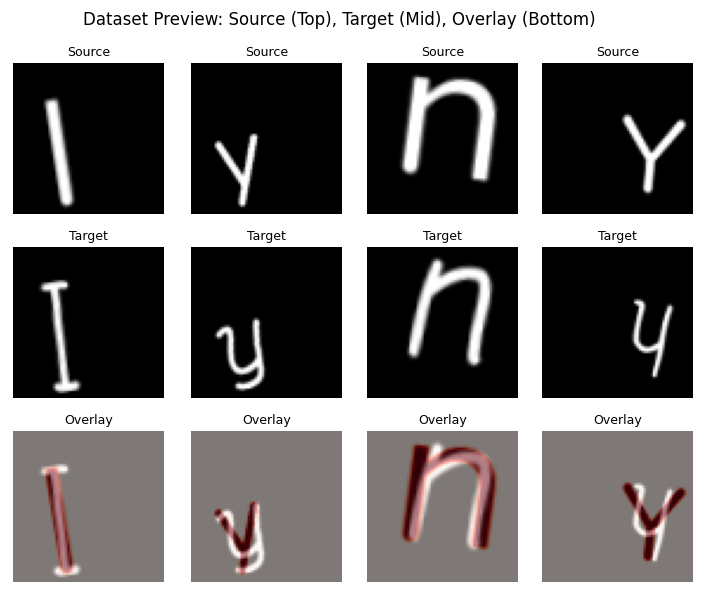 Dataset Preview: Source (Top), Target (Mid), Overlay (Bottom)
Source Source Source Source
l y n Y
Target Target Target Target
I y n y
Overlay Overlay Overlay Overlay